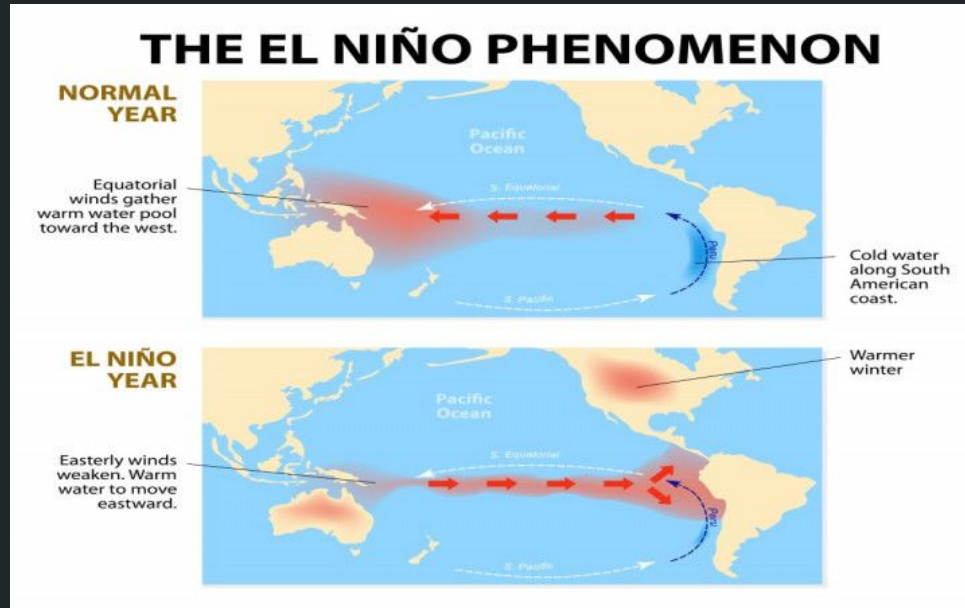 THE EL NIÑO PHENOMENON
NORMAL
YEAR
Pacific
Ocean
Equatorial
winds gather
warm water pool
toward the west.
S. Equatorial
Peru
Cold water
along South
American
coast.
S. Pacific
EL NIÑO
YEAR
Warmer
winter
Pacific
Ocean
Easterly winds
weaken. Warm
water to move
eastward.
S. Equatorial
Peru
S. Pacific